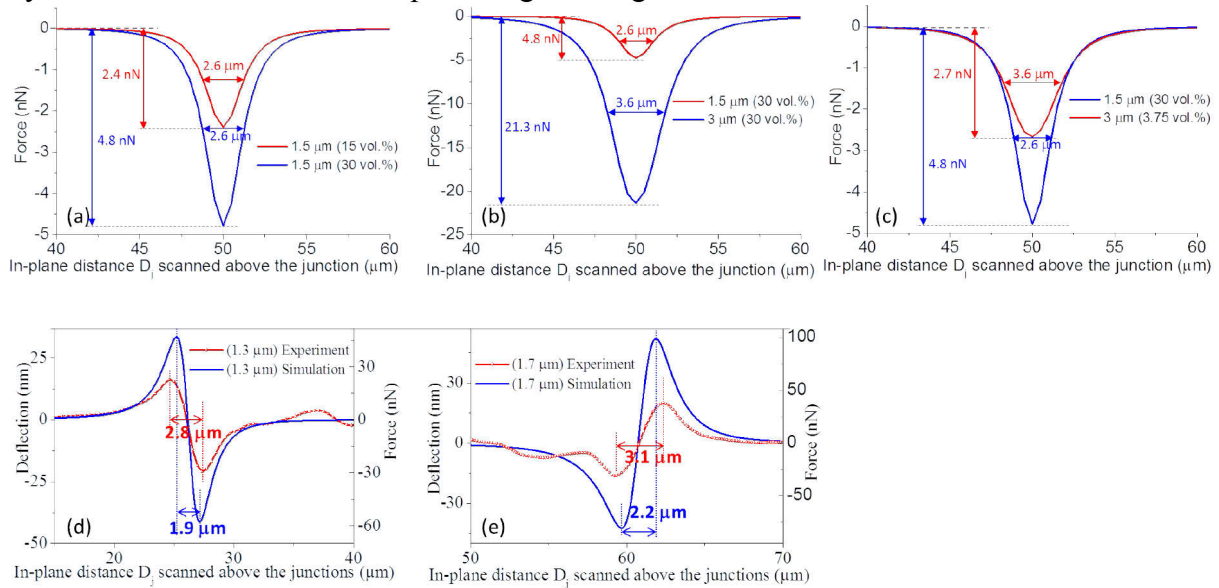 0
-1
-2
-3
-4
-5
Force (nN)
2.4 nN
2.6 µm
4.8 nN
2.6 µm
1.5 µm (15 vol.%)
1.5 µm (30 vol.%)
(a)
40 45 50 55 60
In-plane distance Dj scanned above the junction (µm)
0
-5
-10
-15
-20
-25
Force (nN)
4.8 nN
2.6 µm
3.6 µm
21.3 nN
1.5 µm (30 vol.%)
3 µm (30 vol.%)
(b)
40 45 50 55 60
In-plane distance Dj scanned above the junction (µm)
0
-1
-2
-3
-4
-5
Force (nN)
2.7 nN
3.6 µm
2.6 µm
4.8 nN
1.5 µm (30 vol.%)
3 µm (3.75 vol.%)
(c)
40 45 50 55 60
In-plane distance Dj scanned above the junction (µm)
25
0
-25
-50
Deflection (nm)
(1.3 µm) Experiment
(1.3 µm) Simulation
2.8 µm
1.9 µm
30
0
-30
-60
Force (nN)
(d)
20 30 40
In-plane distance Dj scanned above the junctions (µm)
30
0
-30
Deflection (nm)
(1.7 µm) Experiment
(1.7 µm) Simulation
3.1 µm
2.2 µm
100
50
0
-50
Force (nN)
(e)
50 60 70
In-plane distance Dj scanned above the junctions (µm)